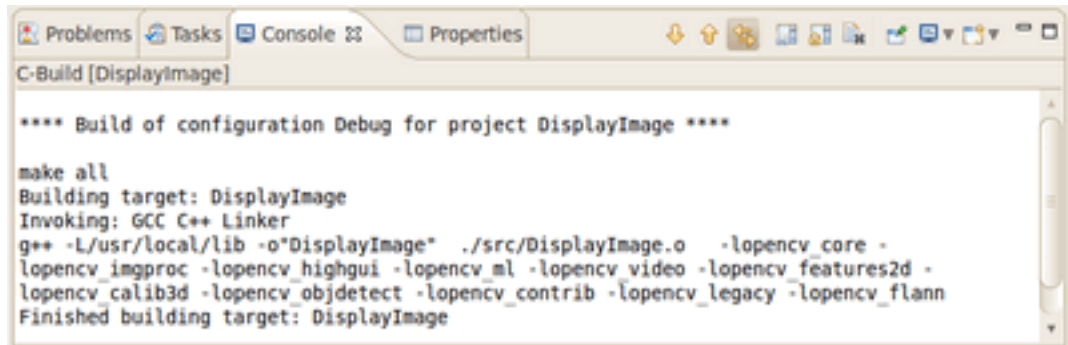 Problems Tasks Console Properties
C-Build [DisplayImage]
**** Build of configuration Debug for project DisplayImage ****
make all
Building target: DisplayImage
Invoking: GCC C++ Linker
g++ -L/usr/local/lib -o"DisplayImage"  ./src/DisplayImage.o   -lopencv_core -
lopencv_imgproc -lopencv_highgui -lopencv_ml -lopencv_video -lopencv_features2d -
lopencv_calib3d -lopencv_objdetect -lopencv_contrib -lopencv_legacy -lopencv_flann
Finished building target: DisplayImage